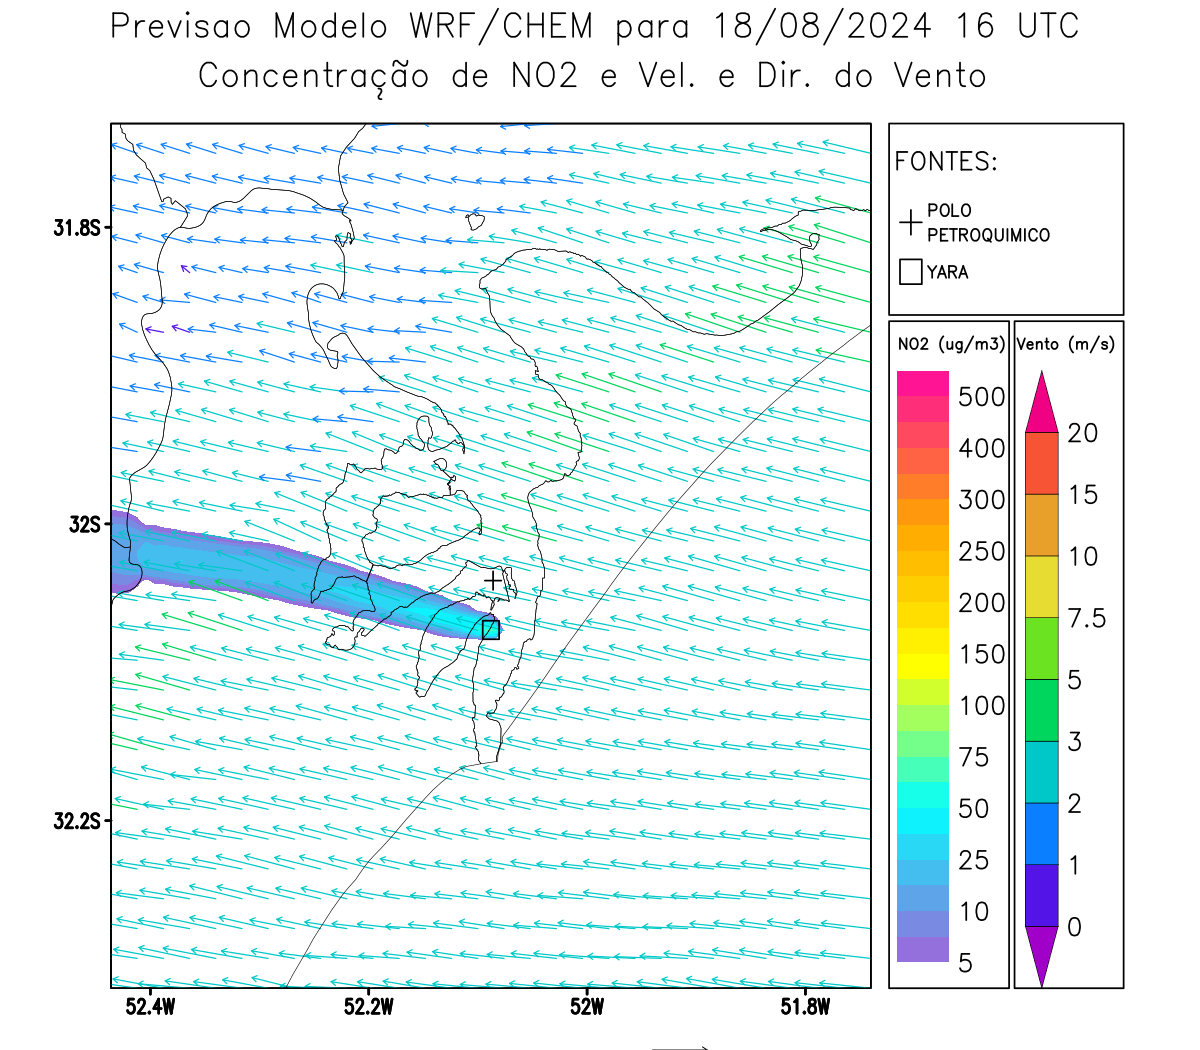 Previsao Modelo WRF/CHEM para 18/08/2024 16 UTC
Concentração de NO2 e Vel. e Dir. do Vento
FONTES:
POLO
PETROQUIMICO
YARA
NO2 (ug/m3)
500
400
300
250
200
150
100
75
50
25
10
5
Vento (m/s)
20
15
10
7.5
5
3
2
1
0
31.8S
32S
32.2S
52.4W
52.2W
52W
51.8W